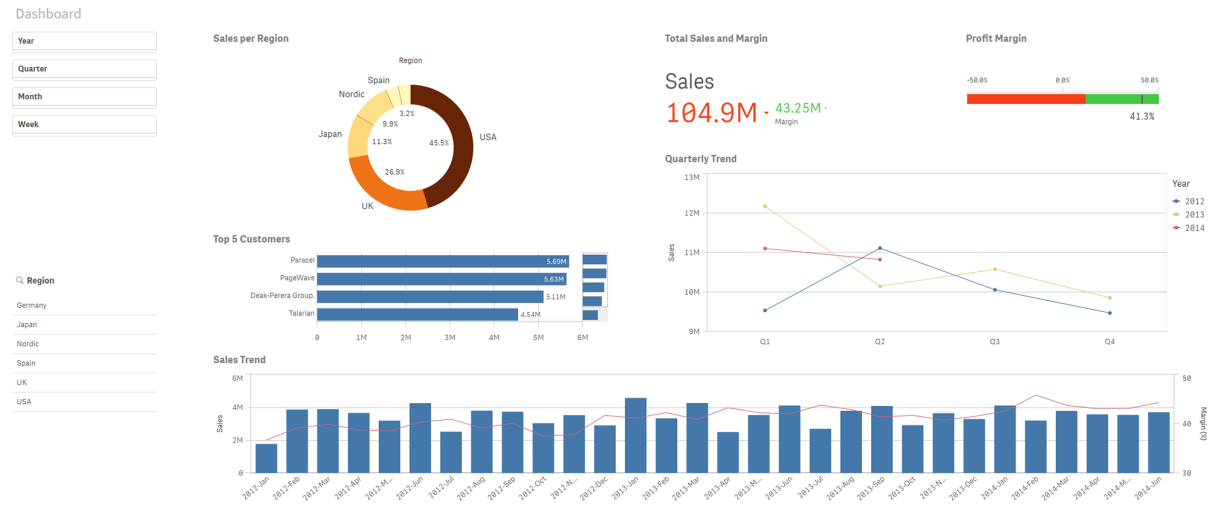 Dashboard
Year
Quarter
Month
Week
Region
Germany
Japan
Nordic
Spain
UK
USA
Sales per Region
Region
Spain
Nordic
Japan
UK
USA
3.2%
9.9%
11.3%
26.9%
45.5%
Top 5 Customers
Paracel 5.69M
PageWave 5.63M
Deak-Perera Group. 5.11M
Talarian 4.54M
0 1M 2M 3M 4M 5M 6M
Total Sales and Margin
Sales
104.9M
43.25M
Margin
Profit Margin
-50.0% 0.0% 50.0%
41.3%
Quarterly Trend
Sales
13M
12M
11M
10M
9M
Q1 Q2 Q3 Q4
Year
2012
2013
2014
Sales Trend
Sales
6M
4M
2M
0
50
40
30
Margin (%)
2012-Jan 2012-Feb 2012-Mar 2012-Apr 2012-M... 2012-Jun 2012-Jul 2012-Aug 2012-Sep 2012-Oct 2012-N... 2012-Dec 2013-Jan 2013-Feb 2013-Mar 2013-Apr 2013-M... 2013-Jun 2013-Jul 2013-Aug 2013-Sep 2013-Oct 2013-N... 2013-Dec 2014-Jan 2014-Feb 2014-Mar 2014-Apr 2014-M... 2014-Jun